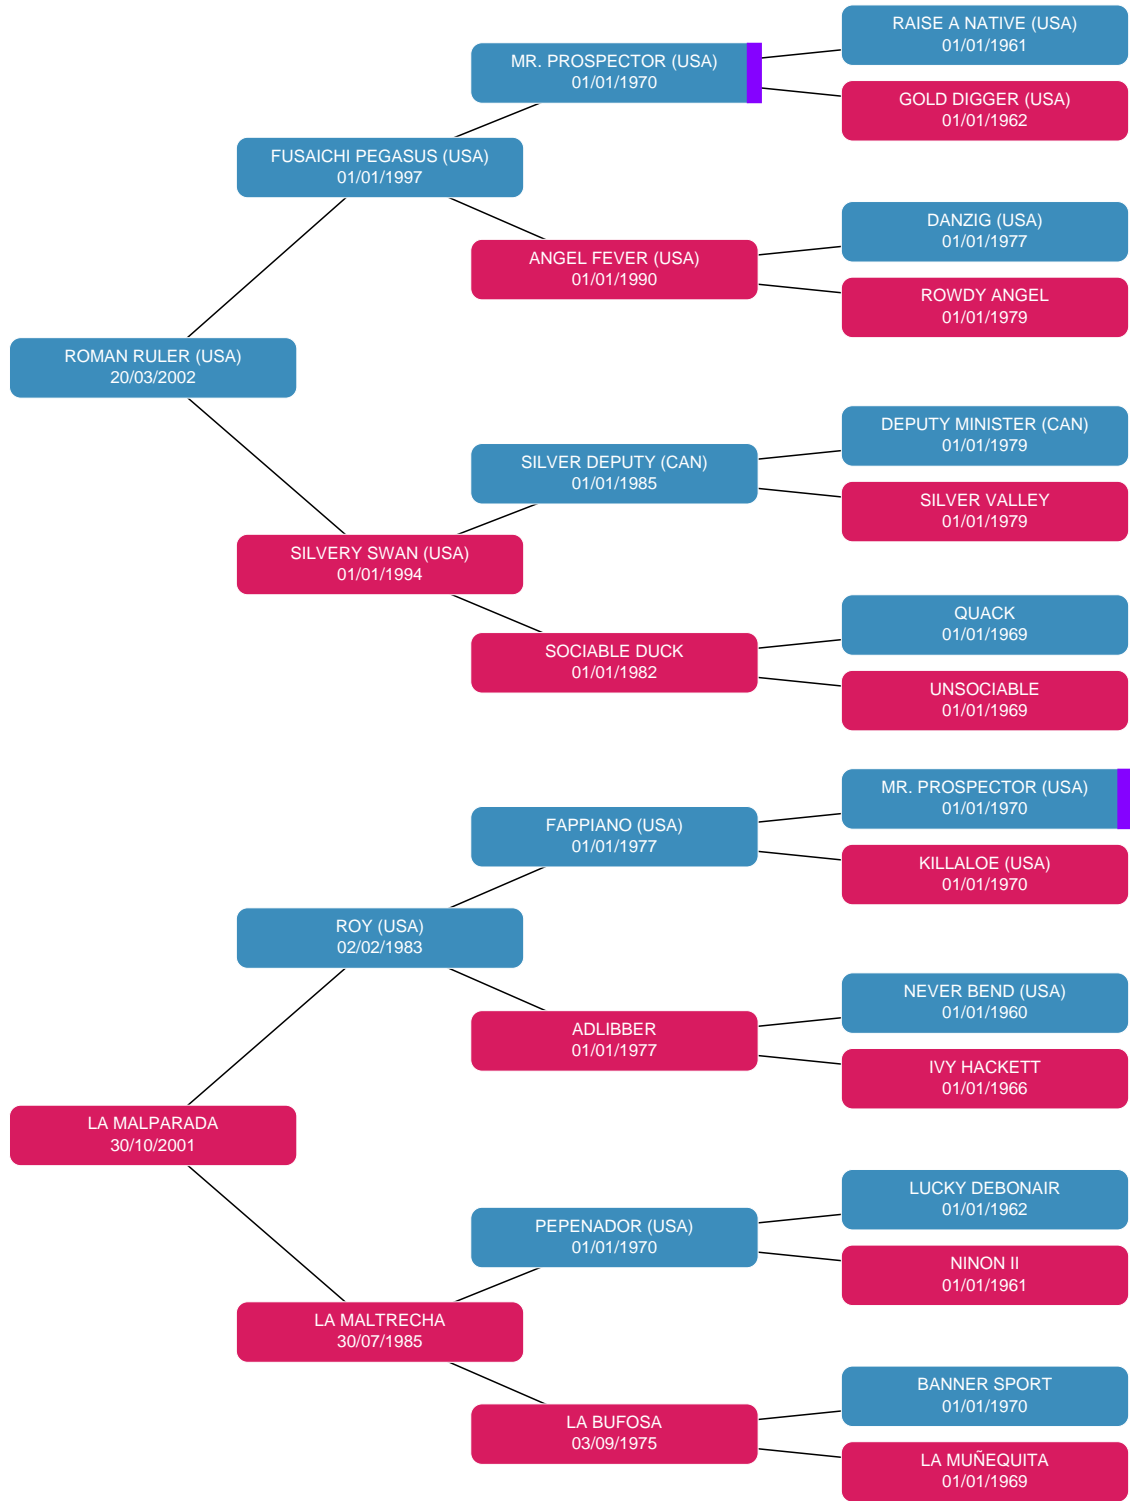 RAISE A NATIVE (USA)
01/01/1961
MR. PROSPECTOR (USA)
01/01/1970
GOLD DIGGER (USA)
01/01/1962
FUSAICHI PEGASUS (USA)
01/01/1997
DANZIG (USA)
01/01/1977
ANGEL FEVER (USA)
01/01/1990
ROWDY ANGEL
01/01/1979
ROMAN RULER (USA)
20/03/2002
DEPUTY MINISTER (CAN)
01/01/1979
SILVER DEPUTY (CAN)
01/01/1985
SILVER VALLEY
01/01/1979
SILVERY SWAN (USA)
01/01/1994
QUACK
01/01/1969
SOCIABLE DUCK
01/01/1982
UNSOCIABLE
01/01/1969
MR. PROSPECTOR (USA)
01/01/1970
FAPPIANO (USA)
01/01/1977
KILLALOE (USA)
01/01/1970
ROY (USA)
02/02/1983
NEVER BEND (USA)
01/01/1960
ADLIBBER
01/01/1977
IVY HACKETT
01/01/1966
LA MALPARADA
30/10/2001
LUCKY DEBONAIR
01/01/1962
PEPENADOR (USA)
01/01/1970
NINON II
01/01/1961
LA MALTRECHA
30/07/1985
BANNER SPORT
01/01/1970
LA BUFOSA
03/09/1975
LA MUÑEQUITA
01/01/1969